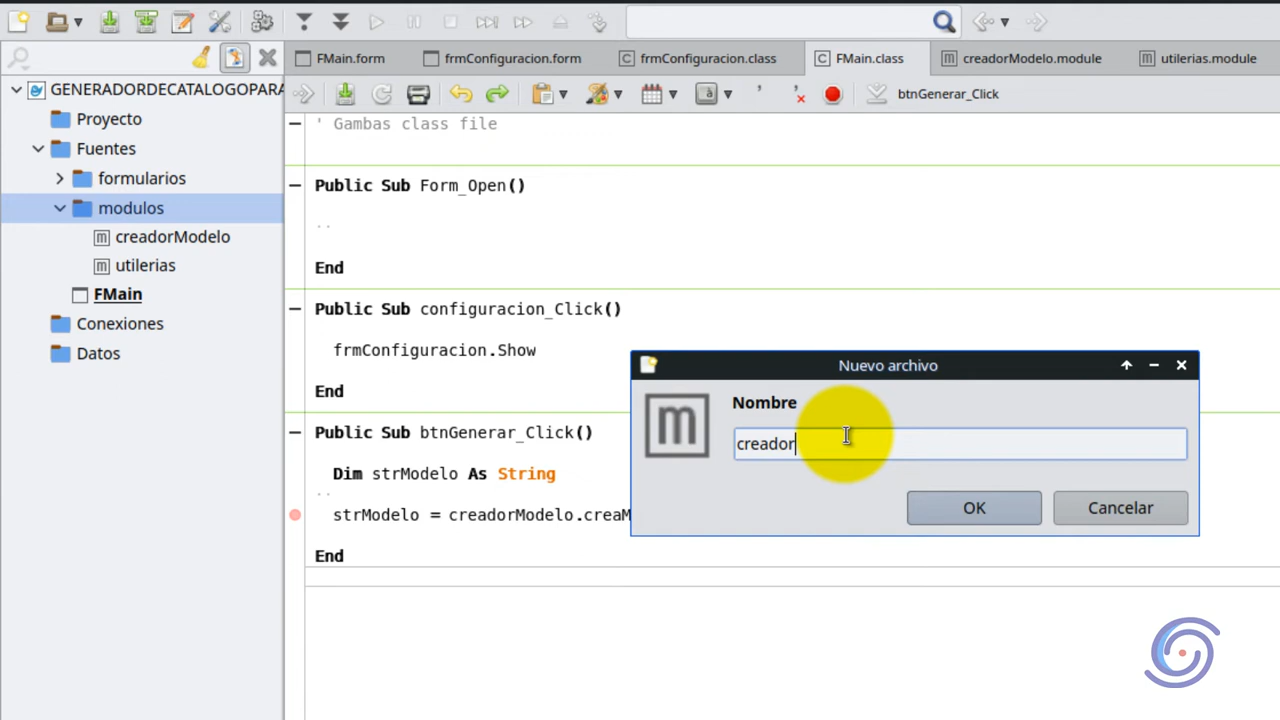 FMain.form
frmConfiguracion.form
frmConfiguracion.class
FMain.class
creadorModelo.module
utilerias.module
GENERADORDECATALOGOPARA
btnGenerar_Click
Proyecto
Fuentes
formularios
modulos
creadorModelo
utilerias
FMain
Conexiones
Datos
' Gambas class file
Public Sub Form_Open()
End
Public Sub configuracion_Click()
frmConfiguracion.Show
End
Public Sub btnGenerar_Click()
Dim strModelo As String
strModelo = creadorModelo.creaM
End
Nuevo archivo
m
Nombre
creador
OK
Cancelar